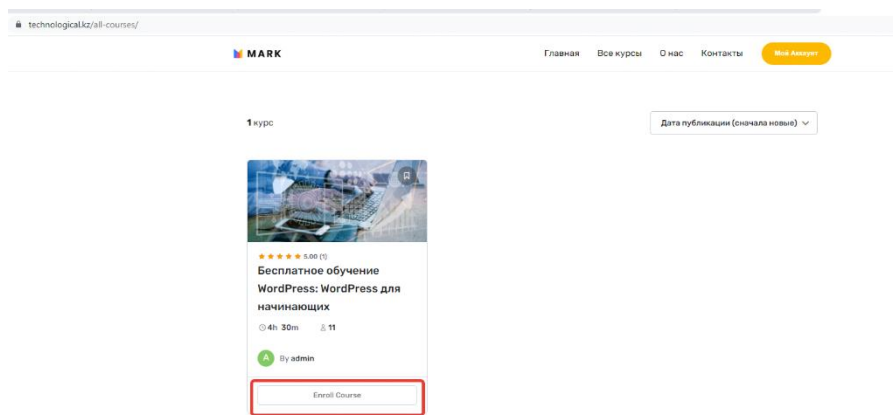 technological.kz/all-courses/
MARK
Главная Все курсы О нас Контакты Мой Аккаунт
1 курс
Дата публикации (сначала новые)
5.00 (1)
Бесплатное обучение
WordPress: WordPress для
начинающих
4h 30m 11
A By admin
Enroll Course